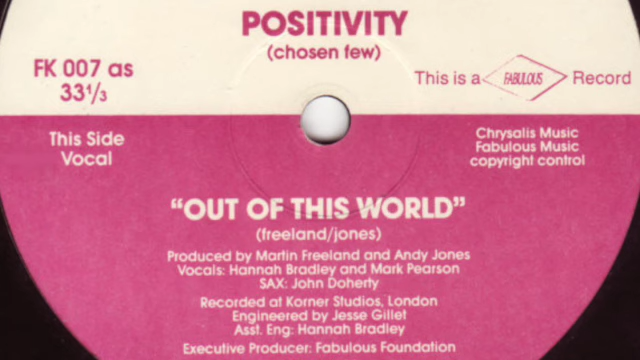 POSITIVITY
(chosen few)
FK 007 as
33⅓
This is a FABULOUS Record
This Side
Vocal
Chrysalis Music
Fabulous Music
copyright control
"OUT OF THIS WORLD"
(freeland/jones)
Produced by Martin Freeland and Andy Jones
Vocals: Hannah Bradley and Mark Pearson
SAX: John Doherty
Recorded at Korner Studios, London
Engineered by Jesse Gillet
Asst. Eng: Hannah Bradley
Executive Producer: Fabulous Foundation